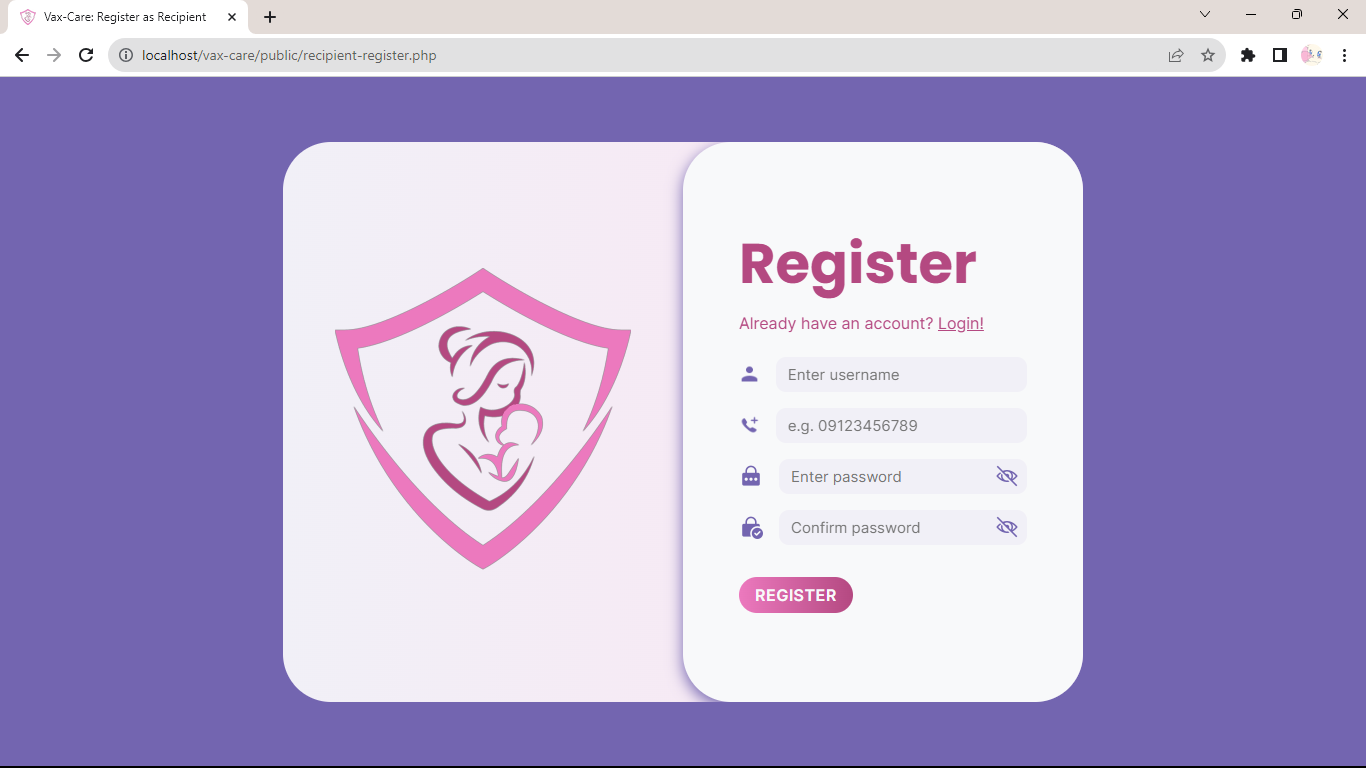 Vax-Care: Register as Recipient
localhost/vax-care/public/recipient-register.php
Register
Already have an account? Login!
Enter username
e.g. 09123456789
Enter password
Confirm password
REGISTER